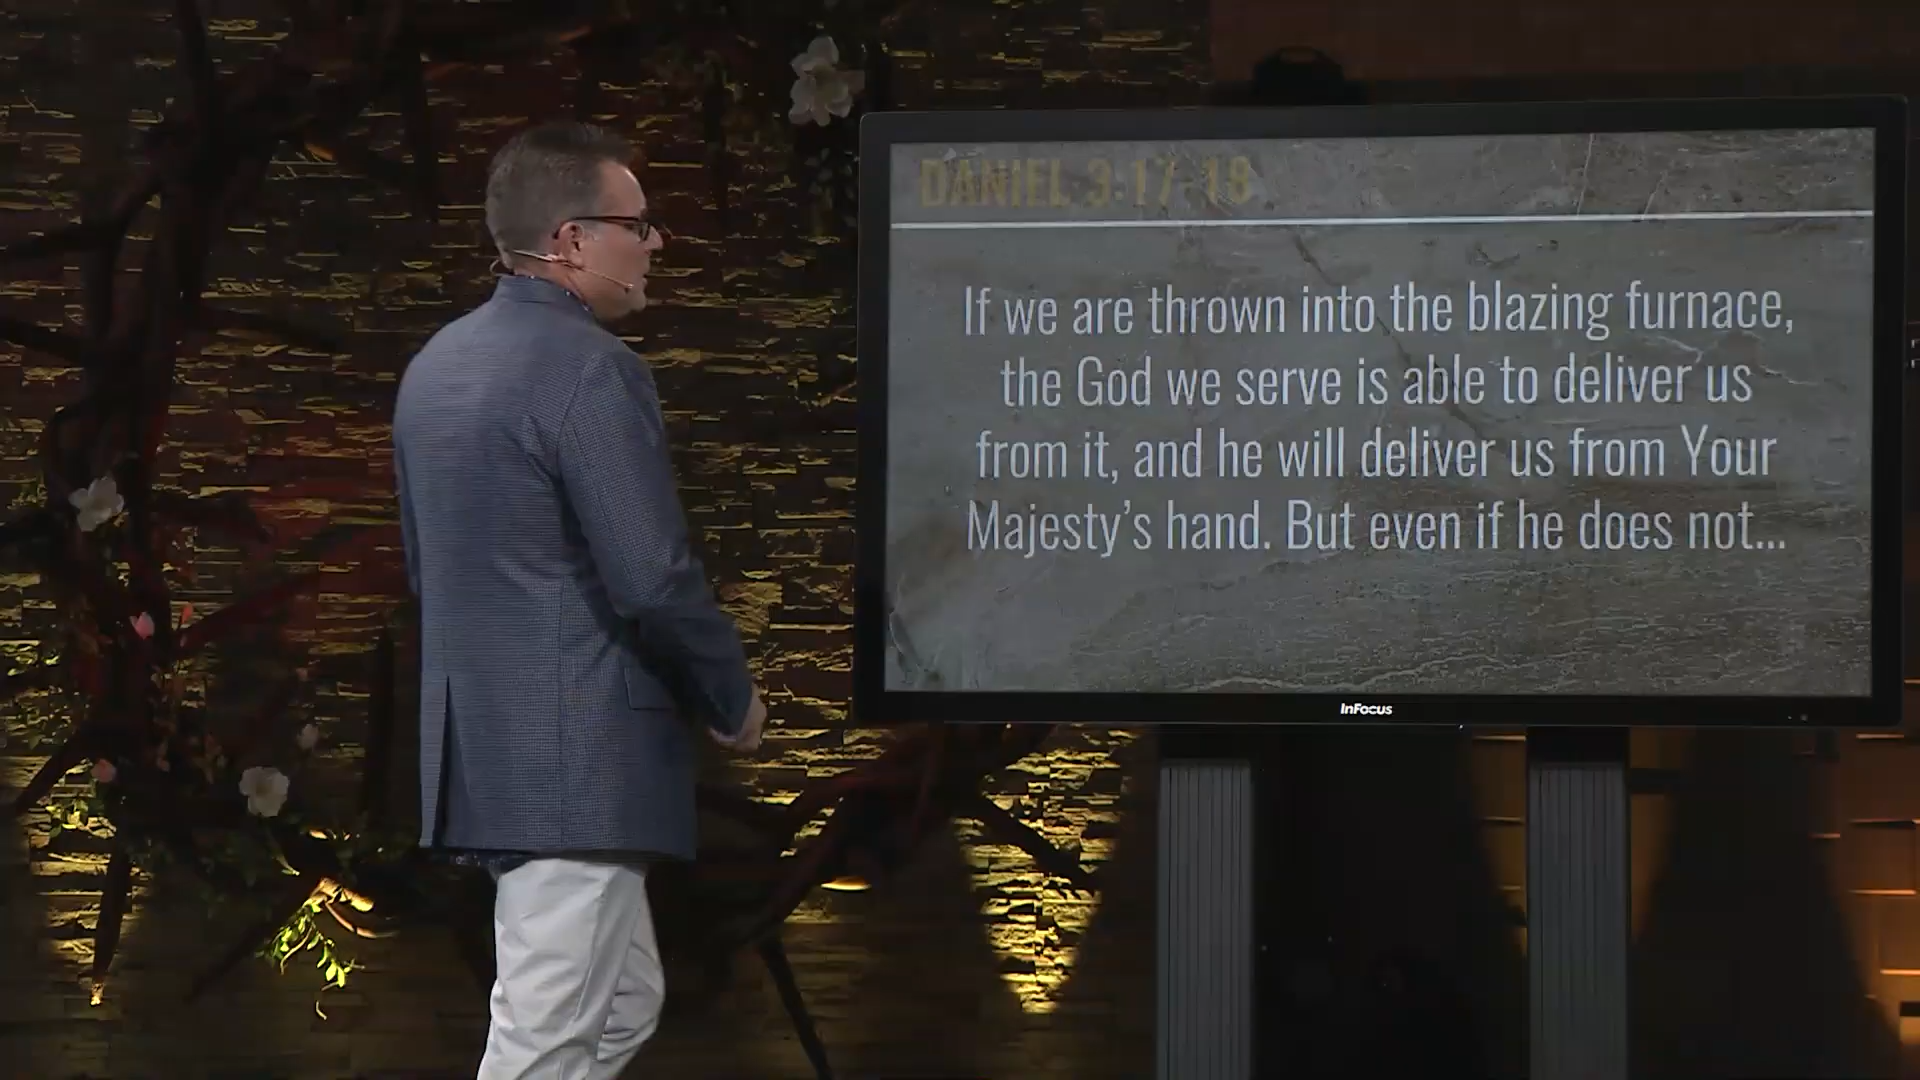 DANIEL 3:17-18
If we are thrown into the blazing furnace,
the God we serve is able to deliver us
from it, and he will deliver us from Your
Majesty's hand. But even if he does not...
InFocus